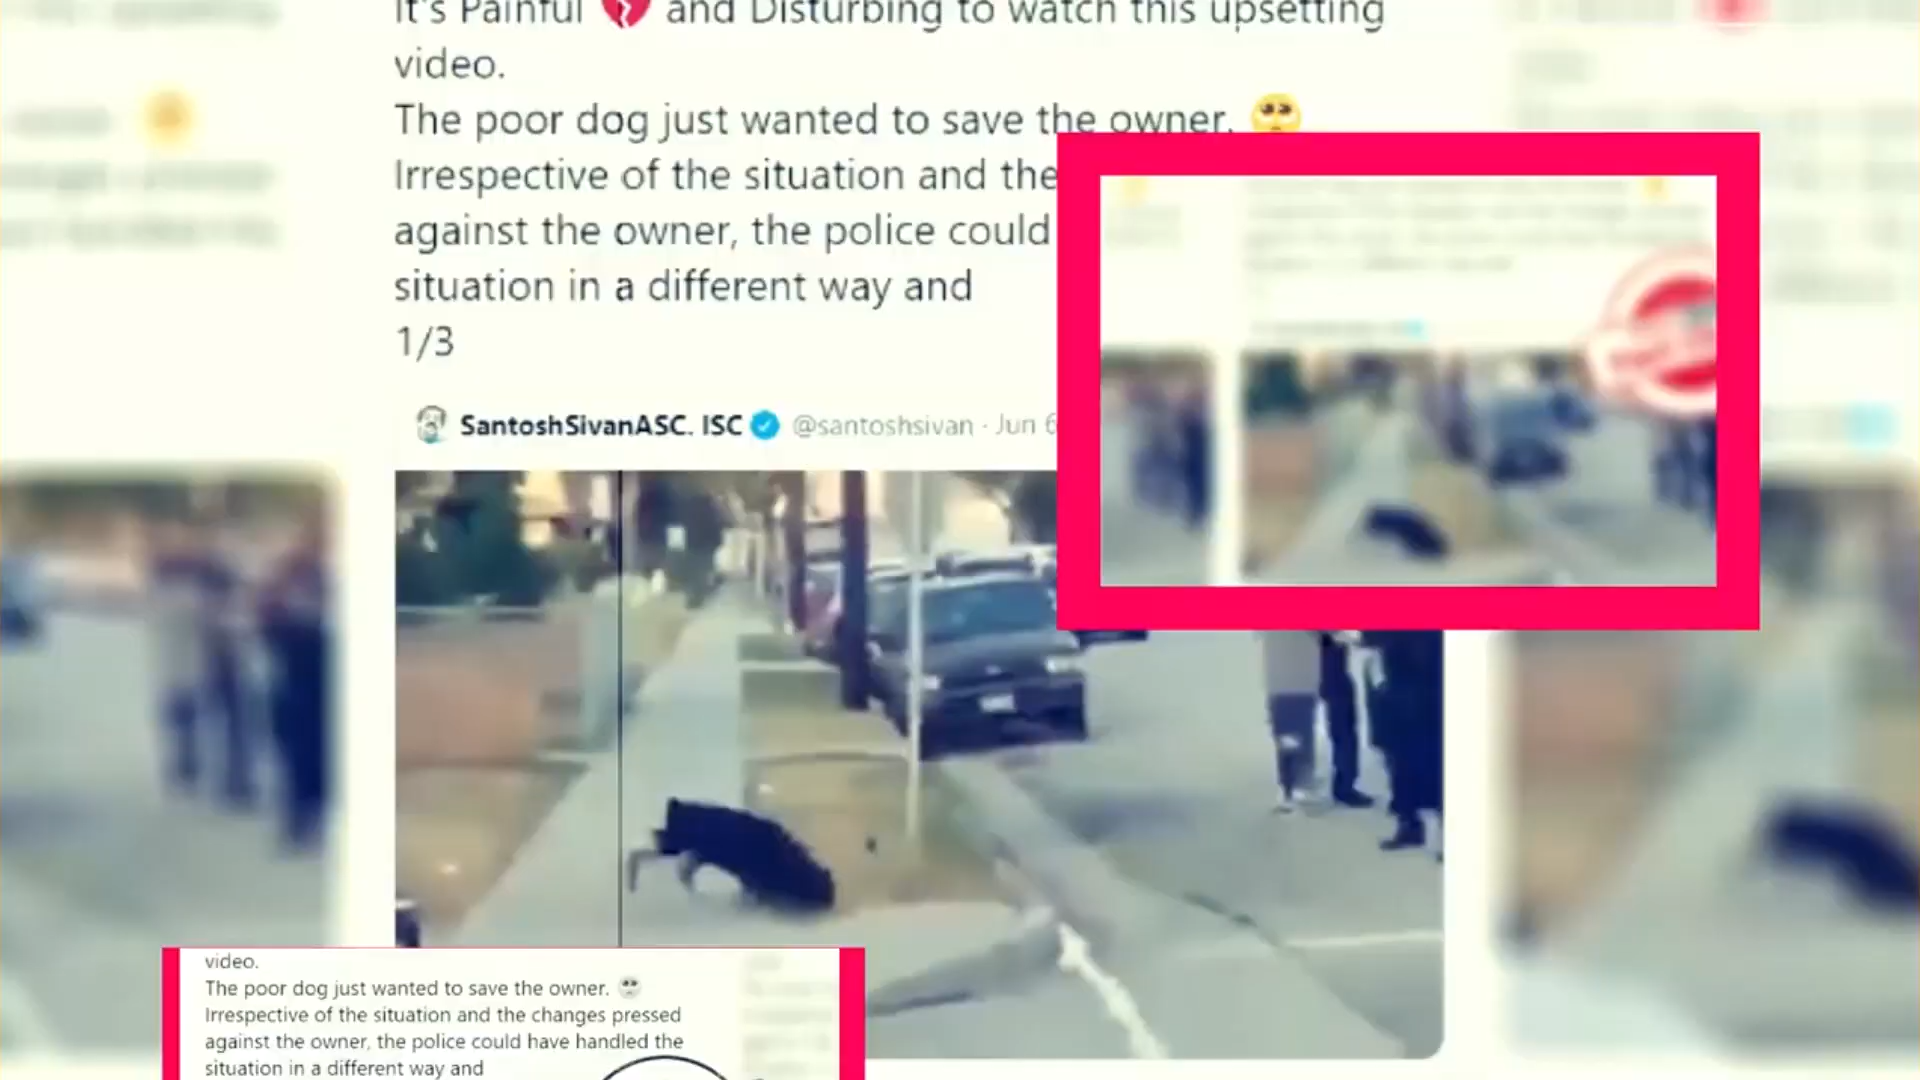 It's Painful 💔 and Disturbing to watch this upsetting
video.
The poor dog just wanted to save the owner. 🥺
Irrespective of the situation and the
against the owner, the police could
situation in a different way and
1/3
SantoshSivanASC. ISC @santoshsivan · Jun 6
video.
The poor dog just wanted to save the owner. 🥺
Irrespective of the situation and the changes pressed
against the owner, the police could have handled the
situation in a different way and